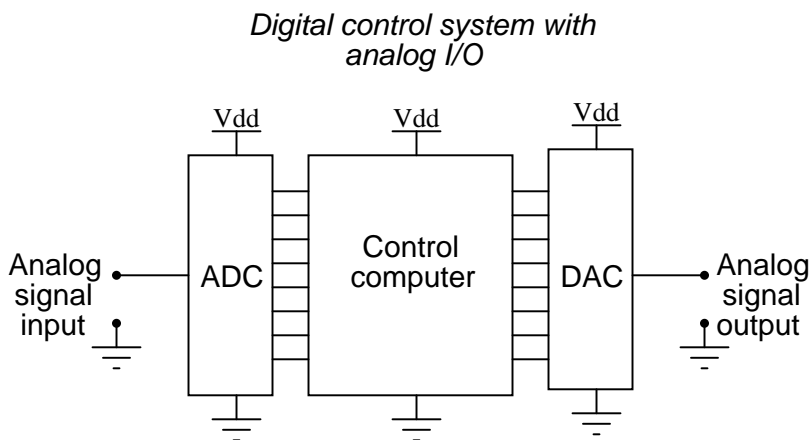 Digital control system with
analog I/O
Vdd
Vdd
Vdd
Analog
signal
input
ADC
Control
computer
DAC
Analog
signal
output